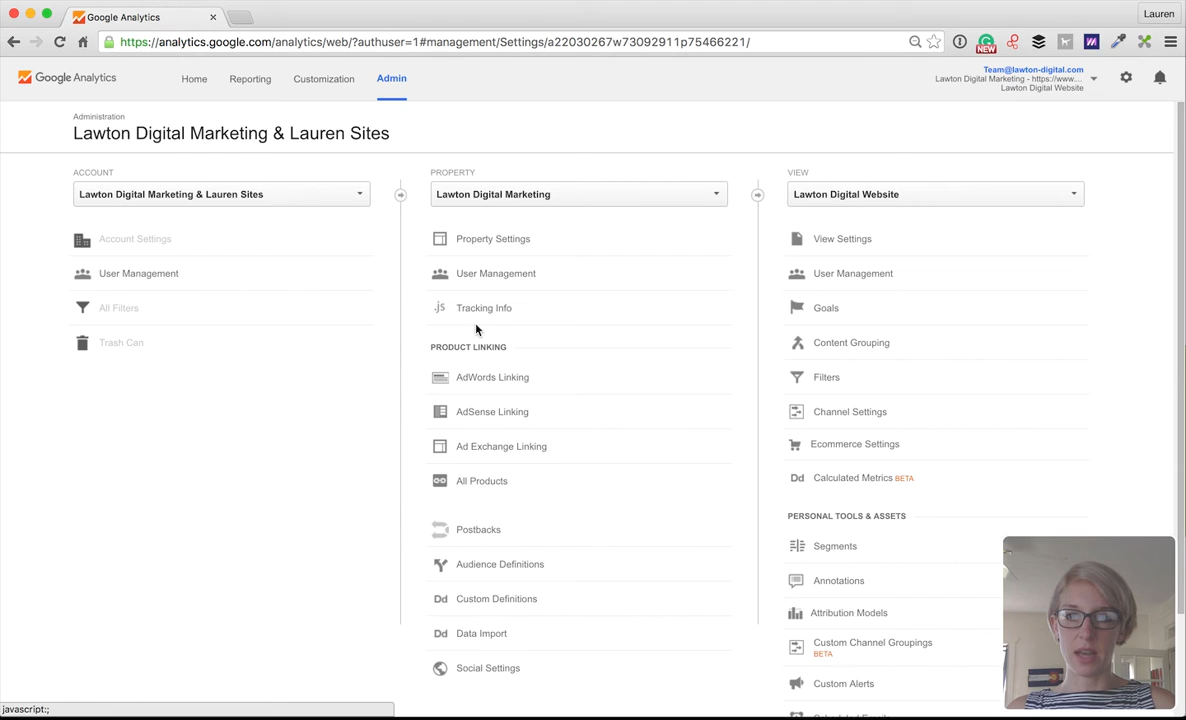 Google Analytics
Lauren
https://analytics.google.com/analytics/web/?authuser=1#management/Settings/a22030267w73092911p75466221/
NEW
Google Analytics
Home
Reporting
Customization
Admin
Team@lawton-digital.com
Lawton Digital Marketing - https://www....
Lawton Digital Website
Administration
Lawton Digital Marketing & Lauren Sites
ACCOUNT
Lawton Digital Marketing & Lauren Sites
Account Settings
User Management
All Filters
Trash Can
PROPERTY
Lawton Digital Marketing
Property Settings
User Management
.js Tracking Info
PRODUCT LINKING
AdWords Linking
AdSense Linking
Ad Exchange Linking
All Products
Postbacks
Audience Definitions
Dd Custom Definitions
Dd Data Import
Social Settings
VIEW
Lawton Digital Website
View Settings
User Management
Goals
Content Grouping
Filters
Channel Settings
Ecommerce Settings
Dd Calculated Metrics BETA
PERSONAL TOOLS & ASSETS
Segments
Annotations
Attribution Models
Custom Channel Groupings
BETA
Custom Alerts
javascript:;